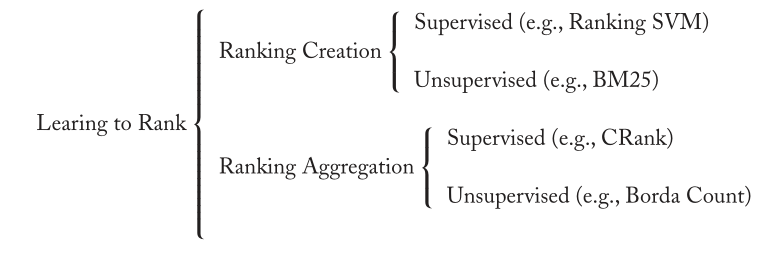 Learing to Rank
Ranking Creation
Supervised (e.g., Ranking SVM)
Unsupervised (e.g., BM25)
Ranking Aggregation
Supervised (e.g., CRank)
Unsupervised (e.g., Borda Count)